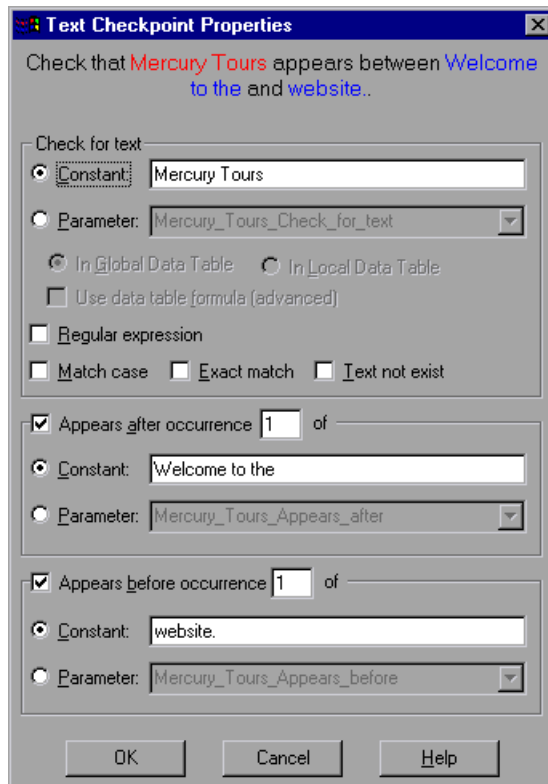 Text Checkpoint Properties
Check that Mercury Tours appears between Welcome
to the and website..
Check for text
Constant: Mercury Tours
Parameter: Mercury_Tours_Check_for_text
In Global Data Table In Local Data Table
Use data table formula (advanced)
Regular expression
Match case Exact match Text not exist
Appears after occurrence 1 of
Constant: Welcome to the
Parameter: Mercury_Tours_Appears_after
Appears before occurrence 1 of
Constant: website.
Parameter: Mercury_Tours_Appears_before
OK Cancel Help